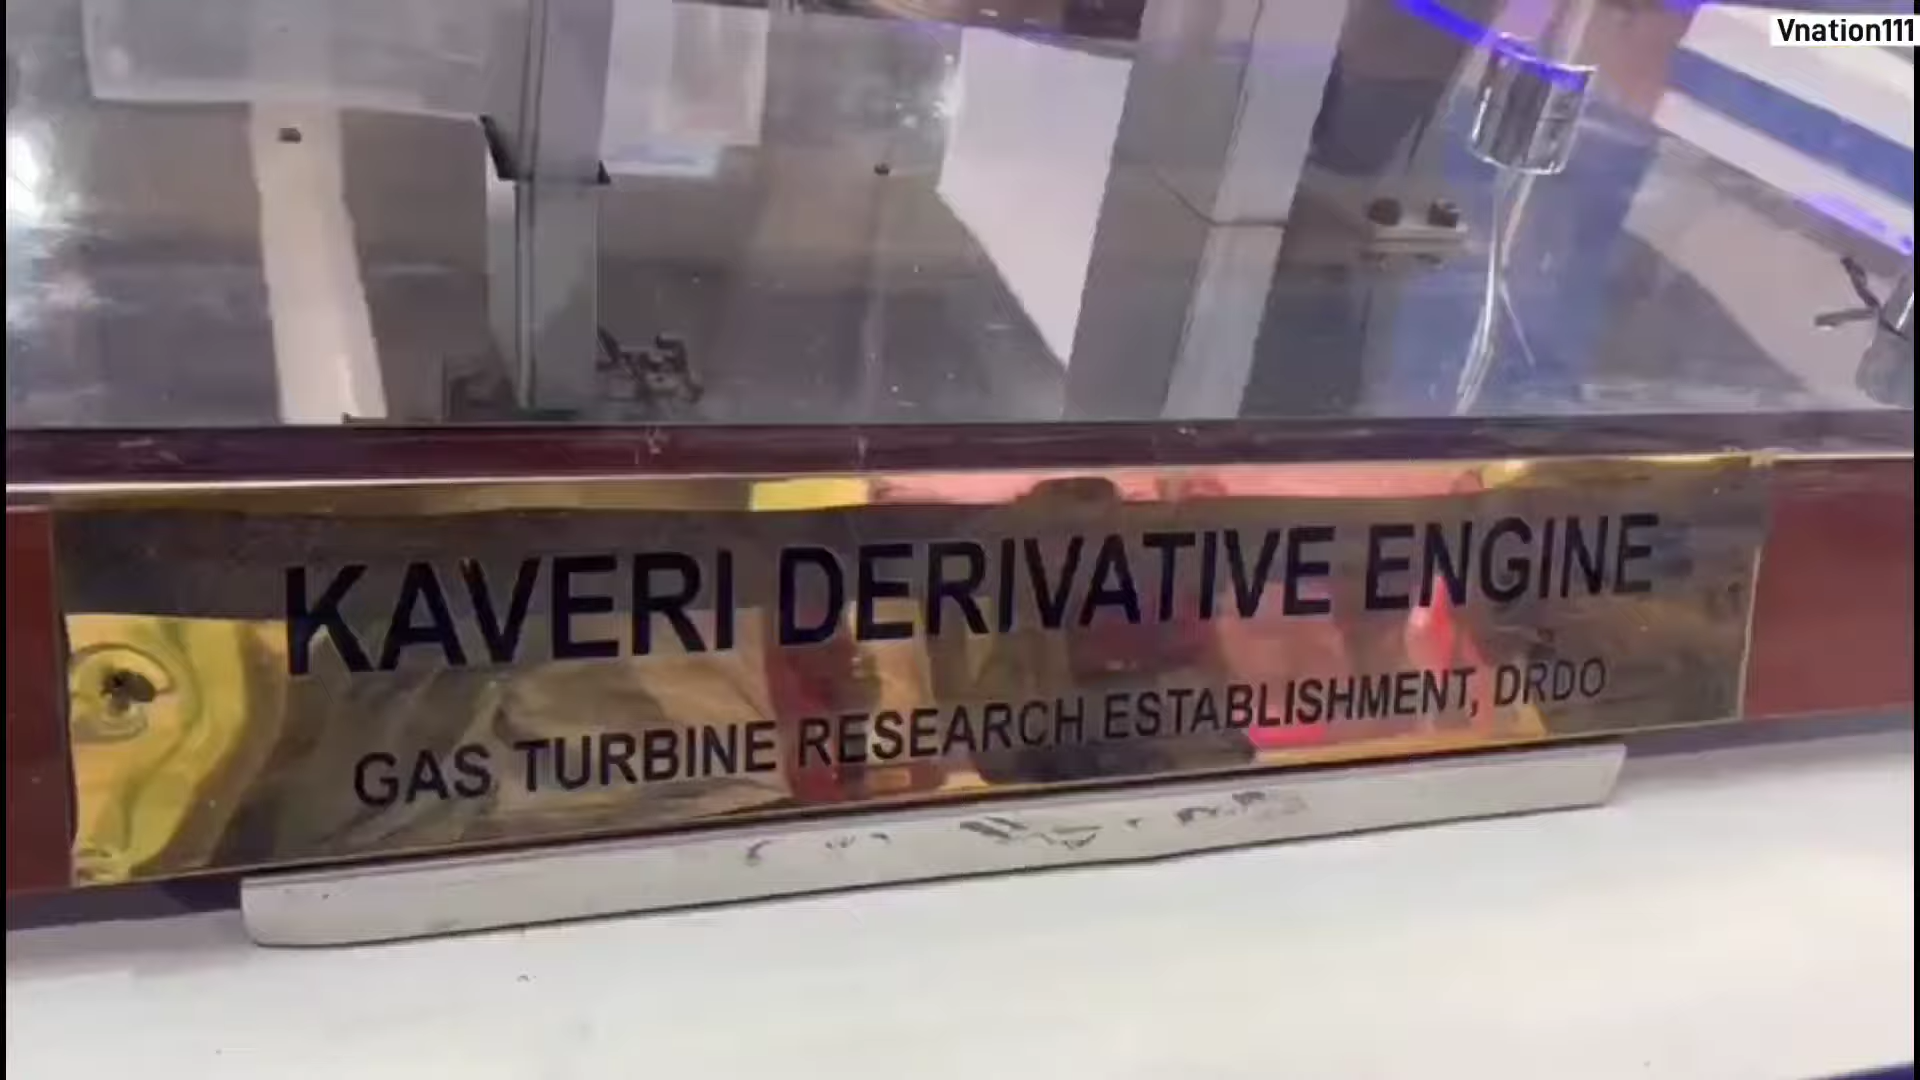 Vnation111
KAVERI DERIVATIVE ENGINE
GAS TURBINE RESEARCH ESTABLISHMENT, DRDO